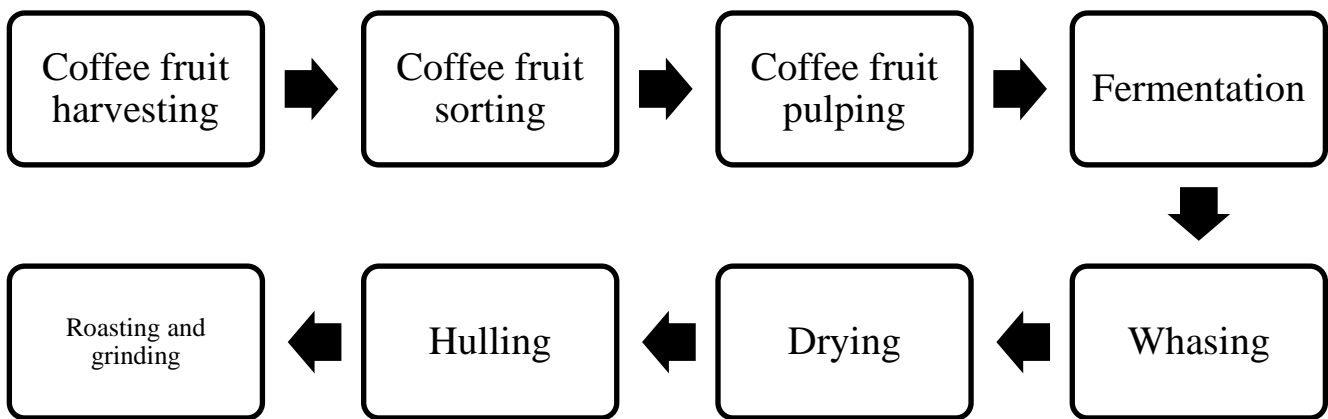 Coffee fruit
harvesting
Coffee fruit
sorting
Coffee fruit
pulping
Fermentation
Whasing
Drying
Hulling
Roasting and
grinding